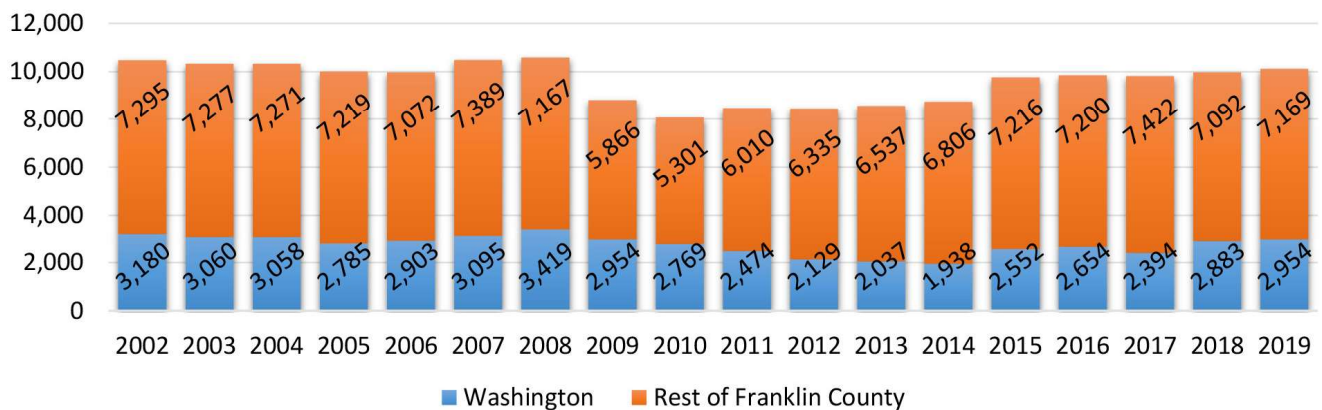 12,000
10,000
8,000
6,000
4,000
2,000
0
7,295 7,277 7,271 7,219 7,072 7,389 7,167 5,866 5,301 6,010 6,335 6,537 6,806 7,216 7,200 7,422 7,092 7,169
3,180 3,060 3,058 2,785 2,903 3,095 3,419 2,954 2,769 2,474 2,129 2,037 1,938 2,552 2,654 2,394 2,883 2,954
2002 2003 2004 2005 2006 2007 2008 2009 2010 2011 2012 2013 2014 2015 2016 2017 2018 2019
Washington Rest of Franklin County